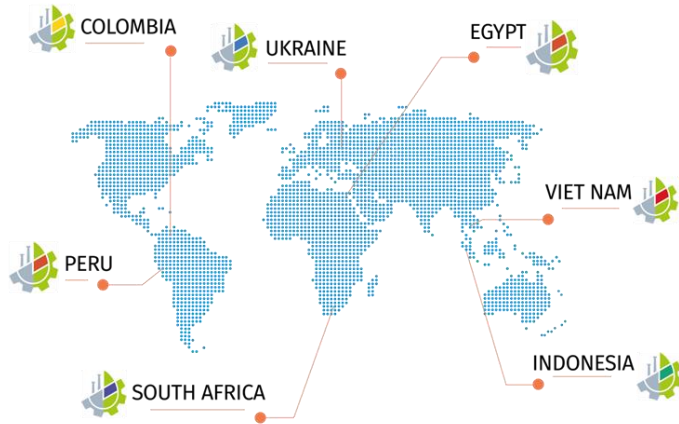 COLOMBIA
UKRAINE
EGYPT
VIET NAM
PERU
INDONESIA
SOUTH AFRICA